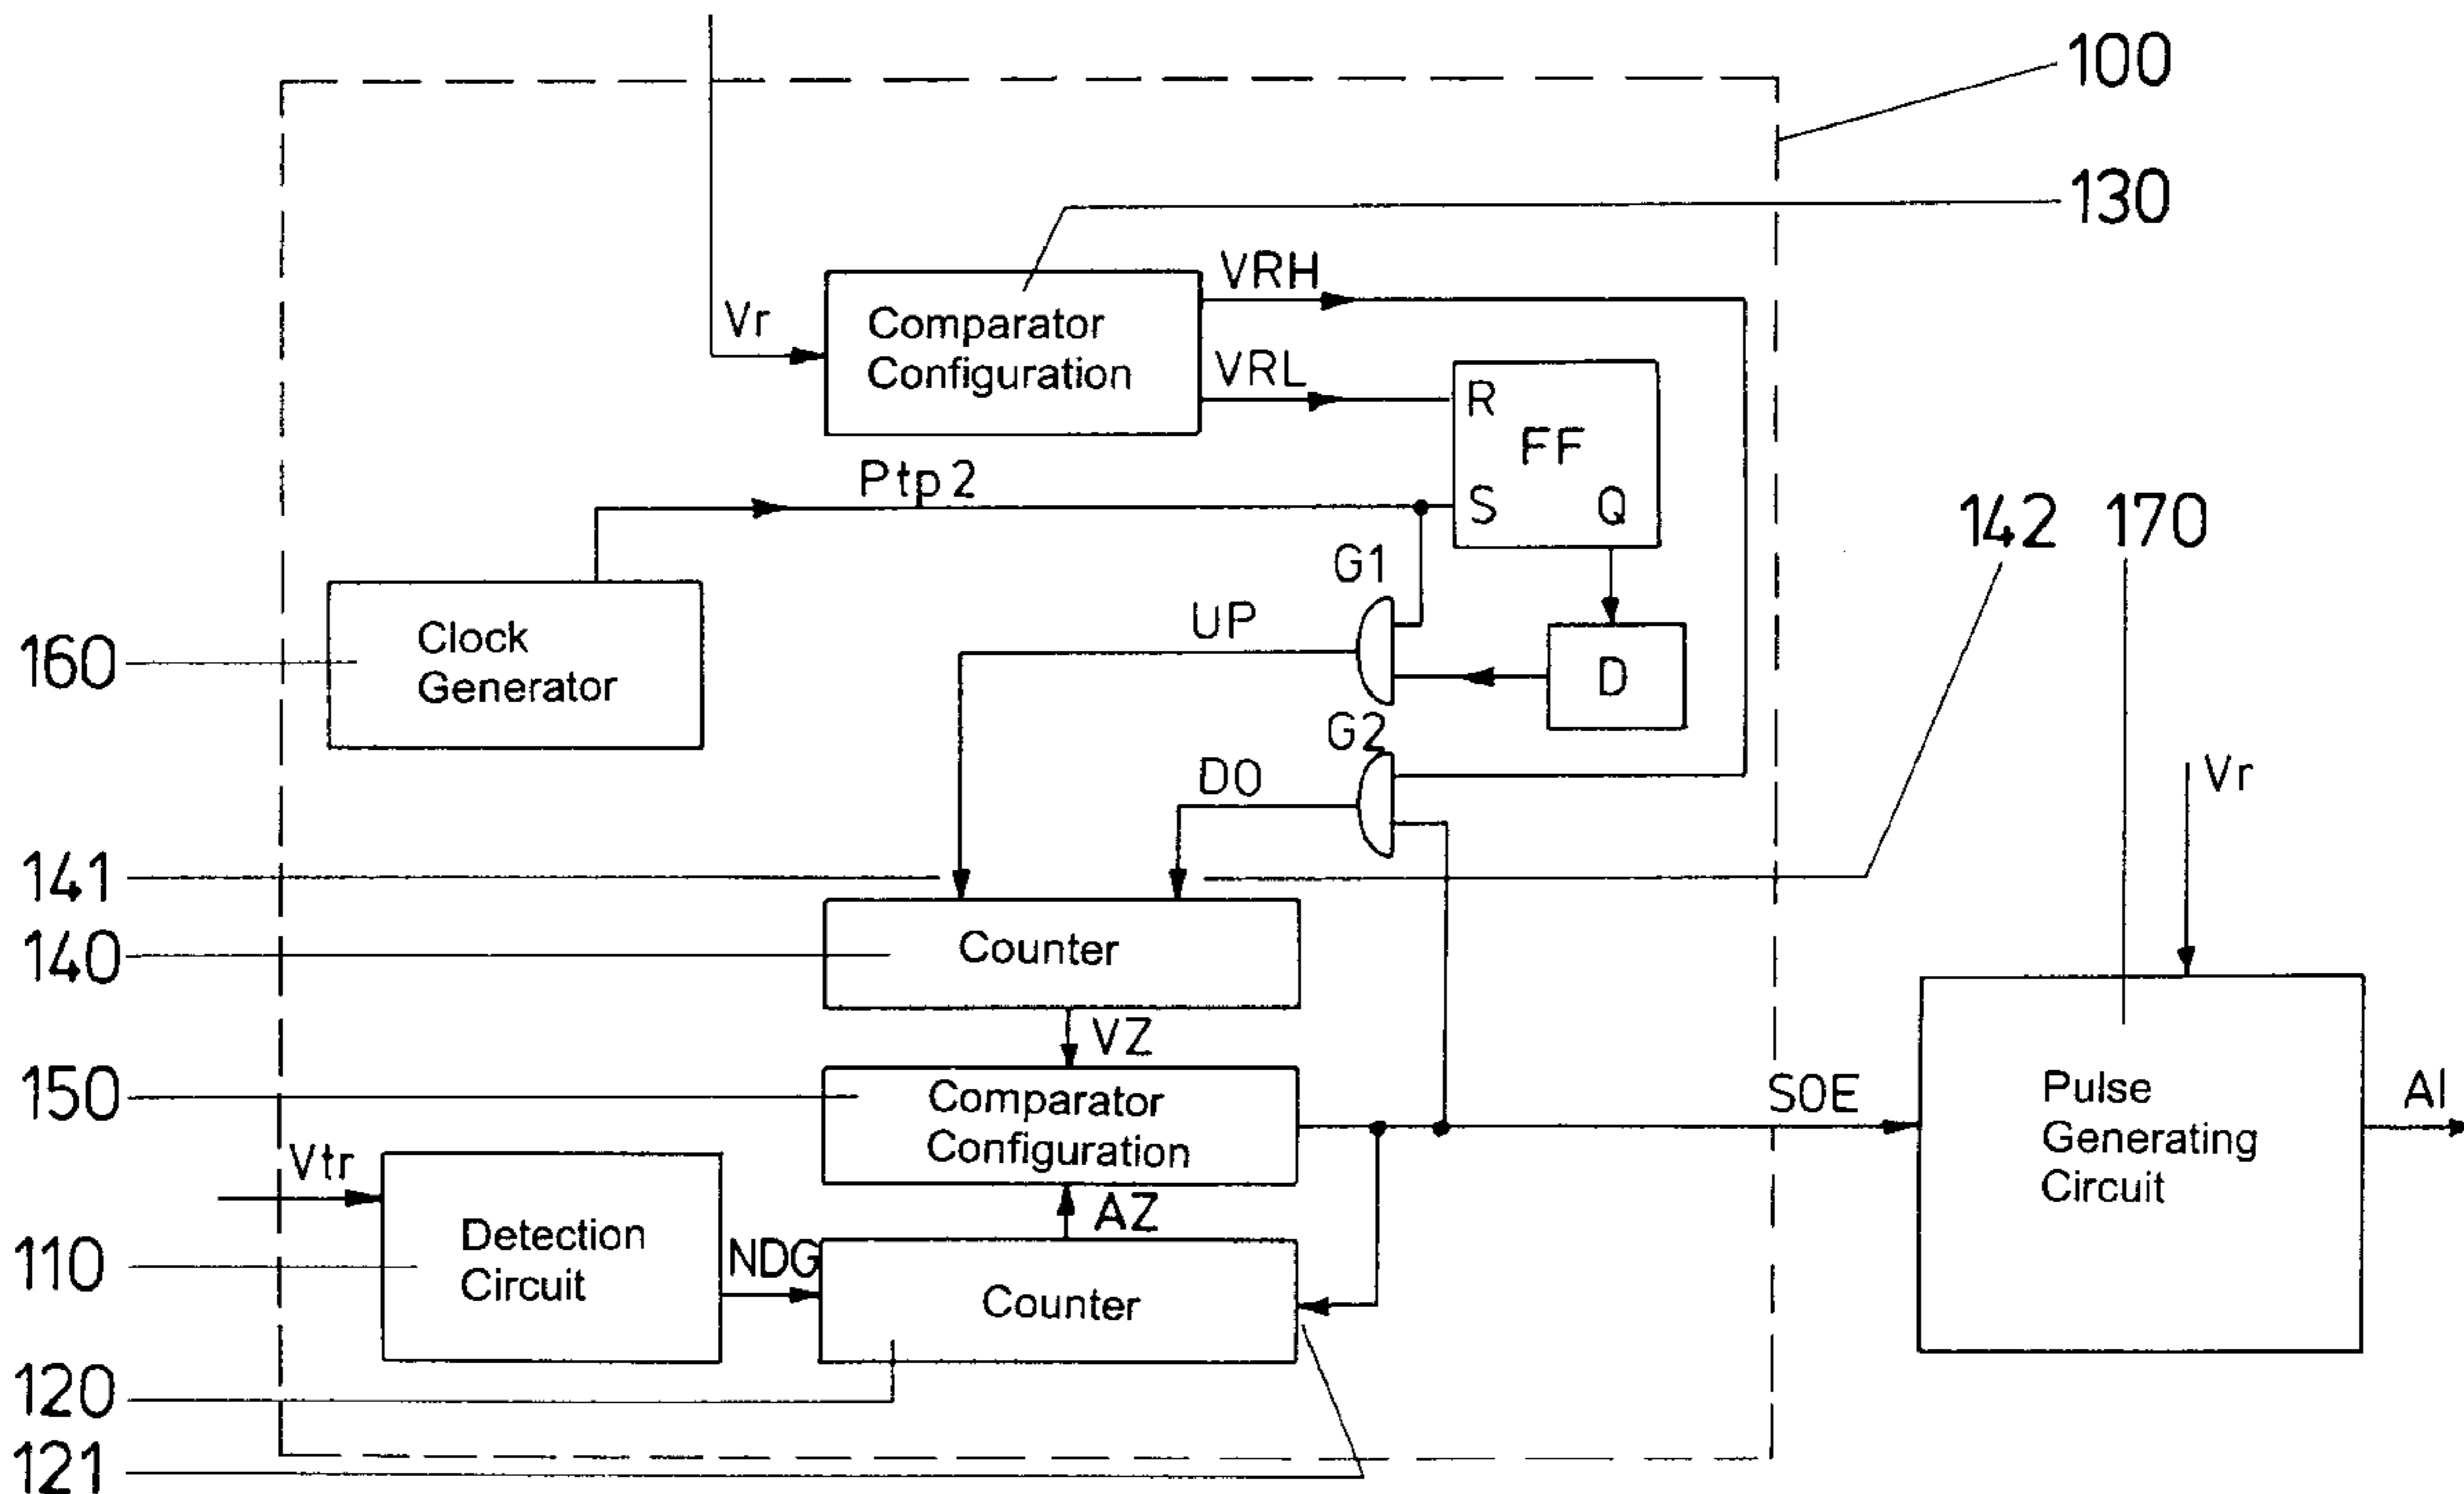 100
130
VRH
Vr
Comparator
Configuration
VRL
R
FF
S
Q
Ptp2
142
170
G1
UP
160
Clock
Generator
D
G2
DO
Vr
141
140
Counter
VZ
150
Comparator
Configuration
SOE
Pulse
Generating
Circuit
AI
Vtr
AZ
110
Detection
Circuit
NDG
Counter
120
121